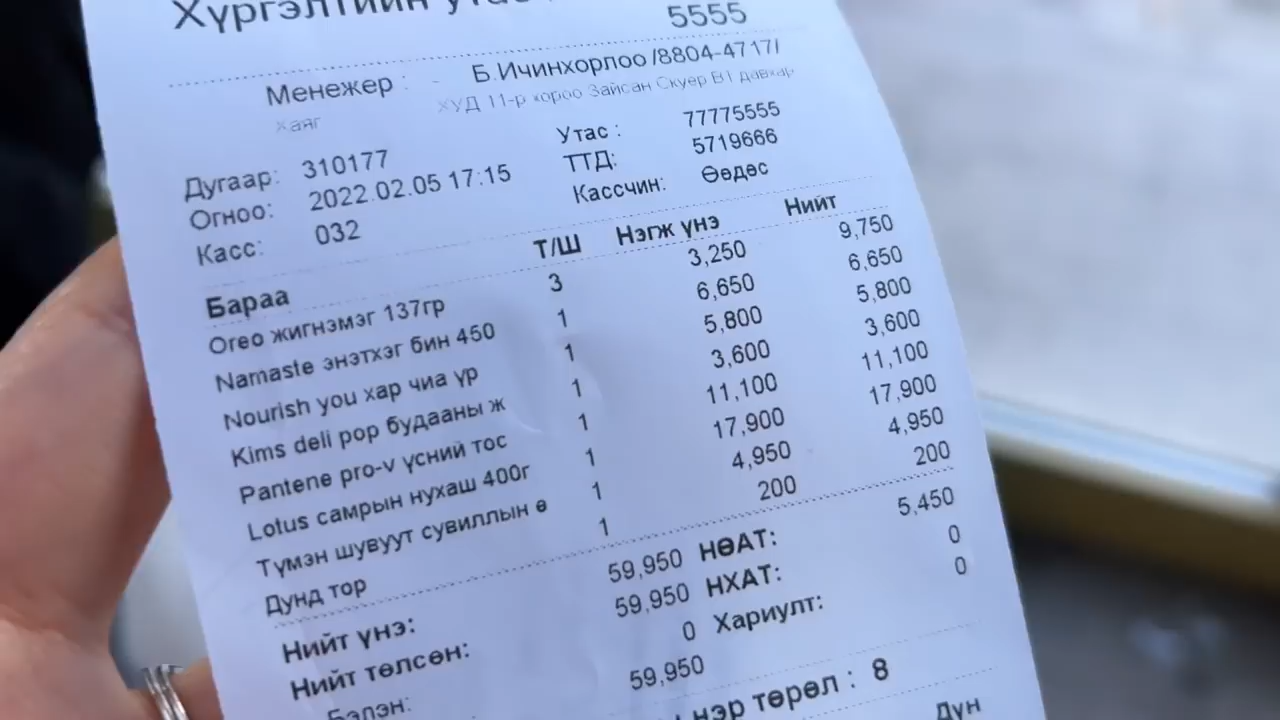 Хүргэлтийн утас
5555
Менежер : - Б.Ичинхорлоо /8804-4717/
хаяг ХУД 11-р хороо Зайсан Скуер B1 давхар
Дугаар: 310177 Утас : 77775555
Огноо: 2022.02.05 17:15 ТТД: 5719666
Касс: 032 Кассчин: Өөдөс
Бараа Т/Ш Нэгж үнэ Нийт
Oreo жигнэмэг 137гр 3 3,250 9,750
Namaste энэтхэг бин 450 1 6,650 6,650
Nourish you хар чиа үр 1 5,800 5,800
Kims deli pop будааны ж 1 3,600 3,600
Pantene pro-v үсний тос 1 11,100 11,100
Lotus самрын нухаш 400г 1 17,900 17,900
Түмэн шувуут сувиллын ө 1 4,950 4,950
Дунд тор 1 200 200
Нийт үнэ: 59,950 НӨАТ: 5,450
Нийт төлсөн: 59,950 НХАТ: 0
Бэлэн: 0 Хариулт: 0
59,950
нэр төрөл : 8
Дүн